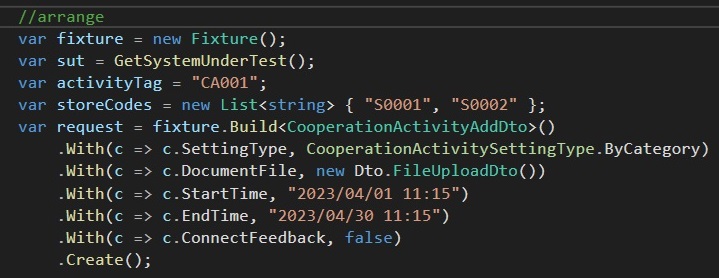 //arrange
var fixture = new Fixture();
var sut = GetSystemUnderTest();
var activityTag = "CA001";
var storeCodes = new List<string> { "S0001", "S0002" };
var request = fixture.Build<CooperationActivityAddDto>()
    .With(c => c.SettingType, CooperationActivitySettingType.ByCategory)
    .With(c => c.DocumentFile, new Dto.FileUploadDto())
    .With(c => c.StartTime, "2023/04/01 11:15")
    .With(c => c.EndTime, "2023/04/30 11:15")
    .With(c => c.ConnectFeedback, false)
    .Create();